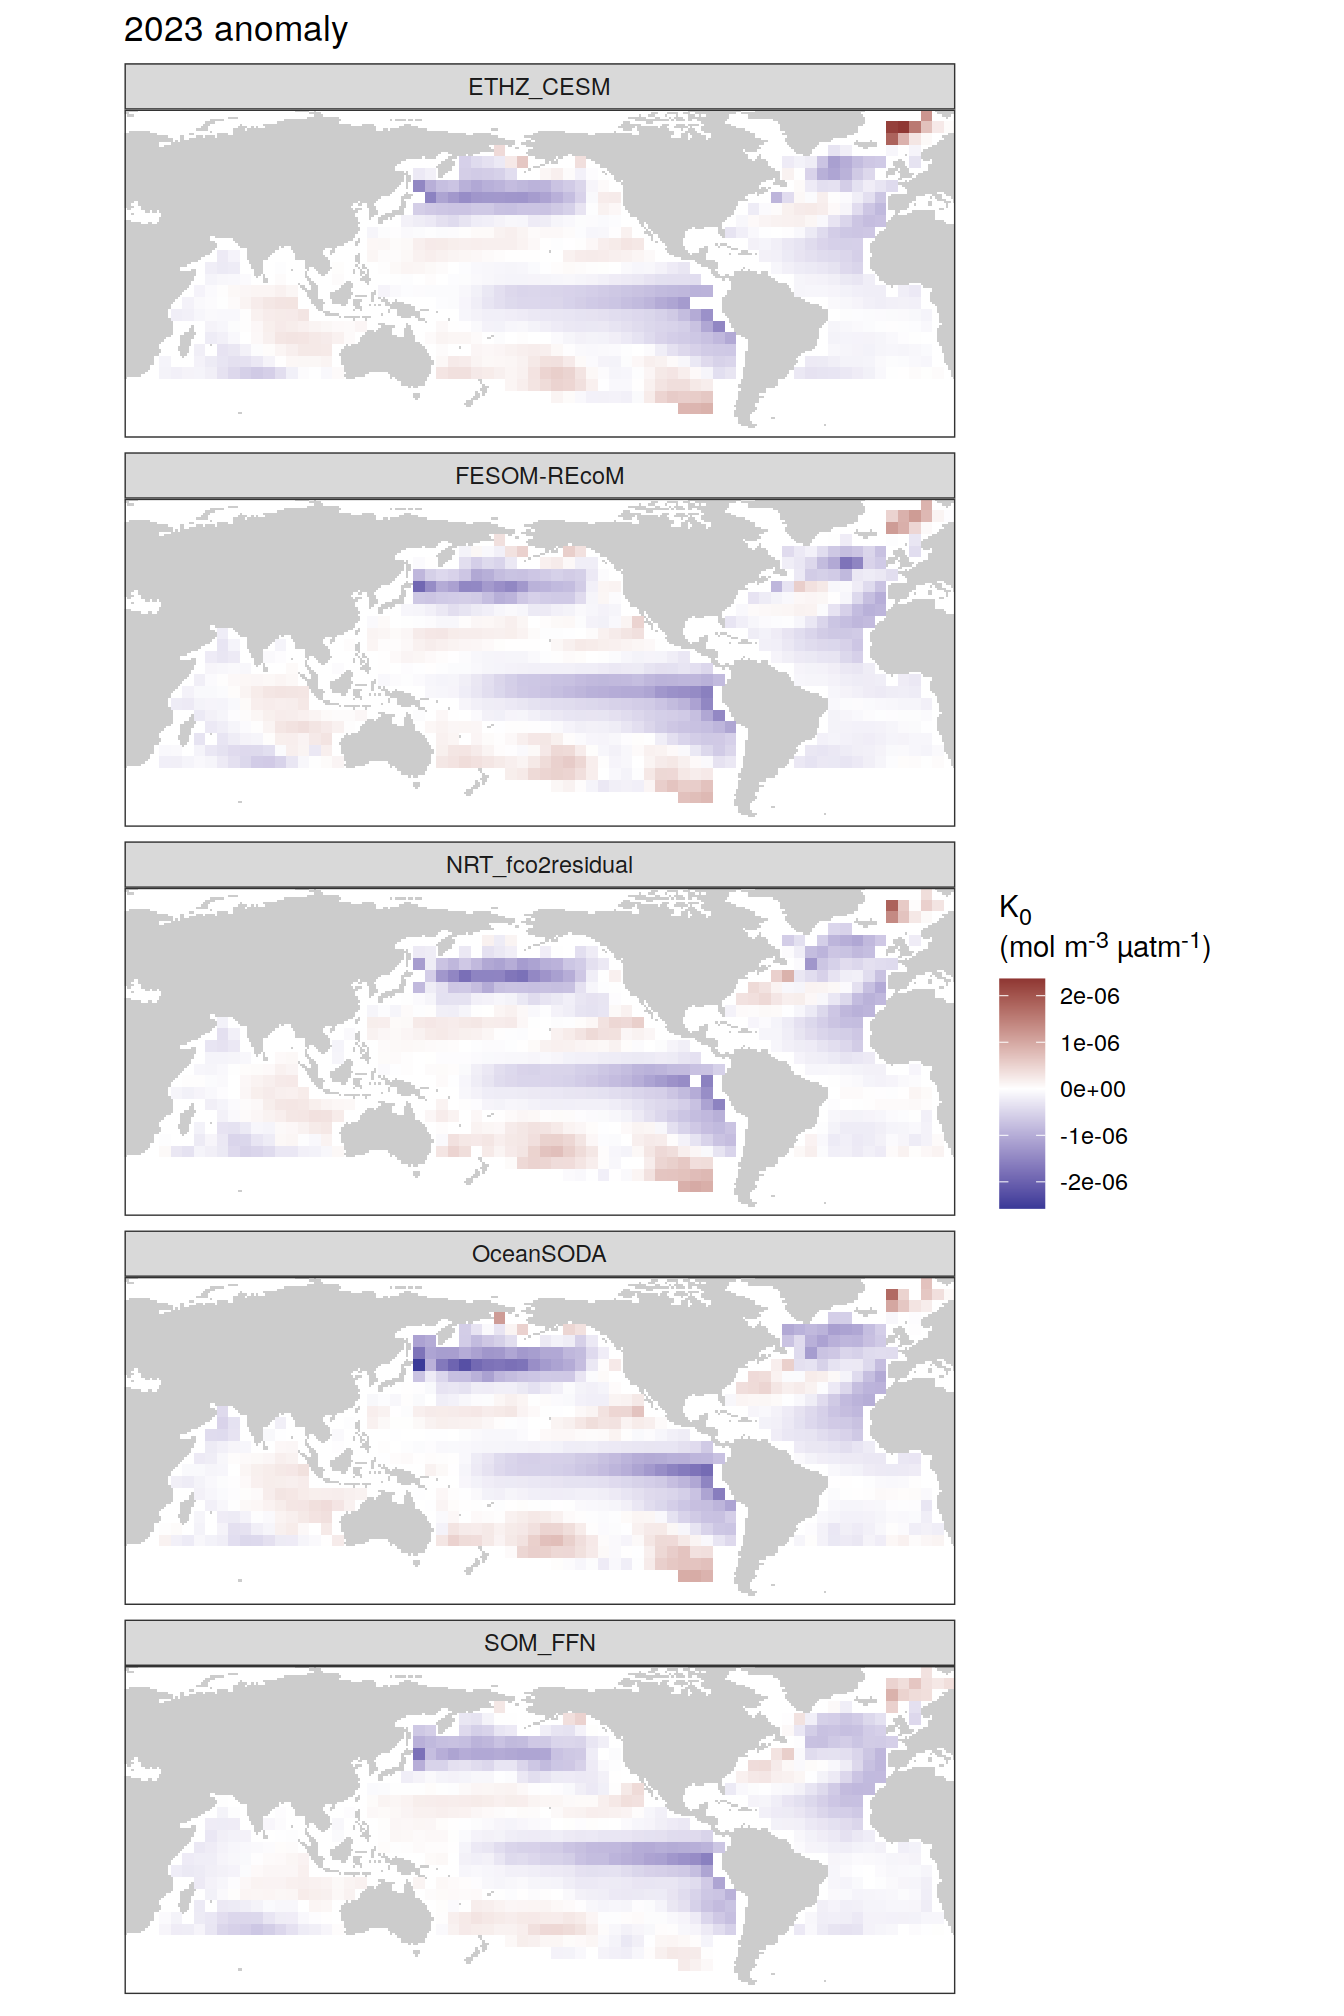 2023 anomaly
ETHZ_CESM
FESOM-REcoM
NRT_fco2residual
K₀
(mol m⁻³ µatm⁻¹)
2e-06
1e-06
0e+00
-1e-06
-2e-06
OceanSODA
SOM_FFN